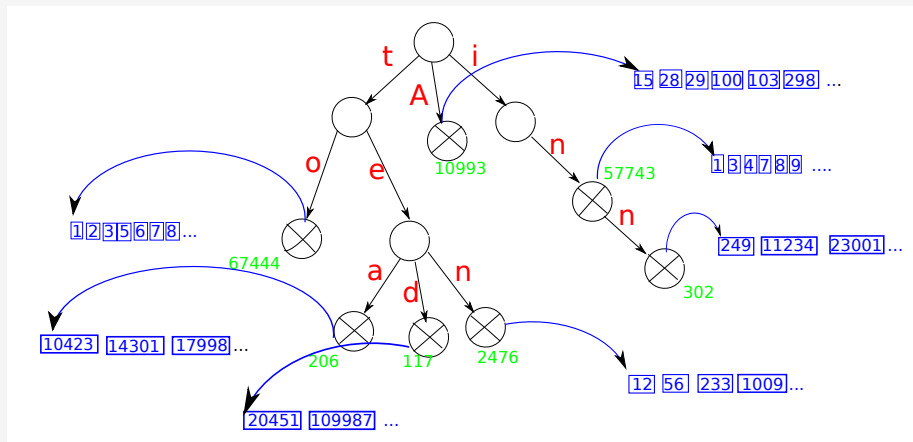 t
i
15 28 29 100 103 298 ...
A
n
o
e
10993
57743
1 3 4 7 8 9 ....
1 2 3 5 6 7 8 ...
n
249 11234 23001 ...
67444
a
d
n
302
10423 14301 17998 ...
206
117
2476
12 56 233 1009 ...
20451 109987 ...